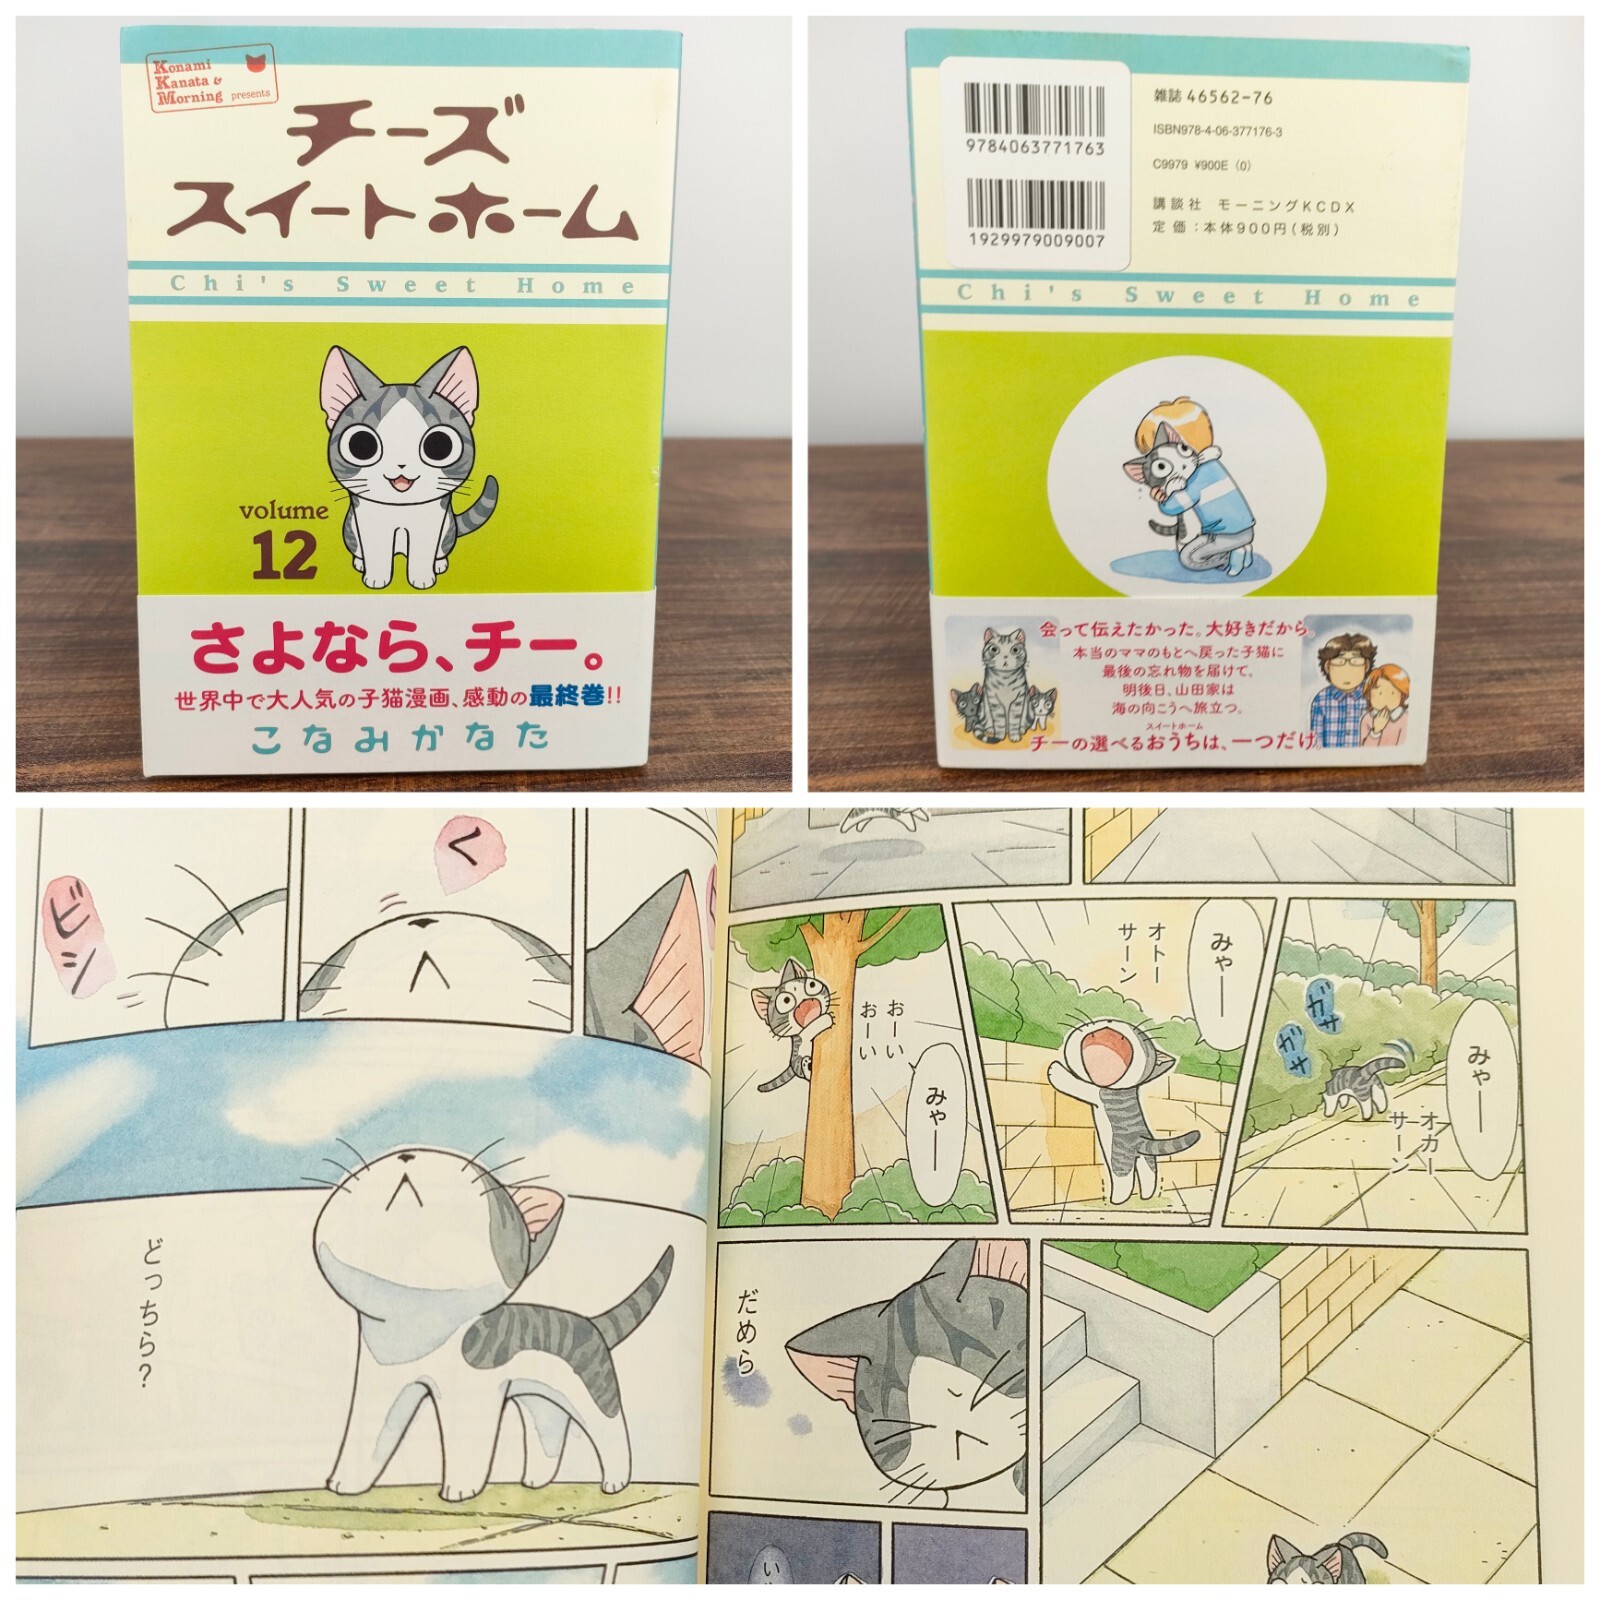 Konami
Kanata &
Morning presents
チーズ
スイートホーム
Chi's Sweet Home
volume
12
さよなら、チー。
世界中で大人気の子猫漫画、感動の最終巻!!
こなみかなた
9784063771763
1929979009007
雑誌 46562-76
ISBN978-4-06-377176-3
C9979 ¥900E (0)
講談社 モーニングKCDX
定価：本体900円(税別)
Chi's Sweet Home
会って伝えたかった。大好きだから。
本当のママのもとへ戻った子猫に
最後の忘れ物を届けて。
明後日、山田家は
海の向こうへ旅立つ。
スイートホーム
チーの選べるおうちは、一つだけ。
く
ビシ
どっちら?
みゃー
ガサ
ガサ
オカー
サーン
みゃー
オトー
サーン
おーい
おーい
みゃー
だめら